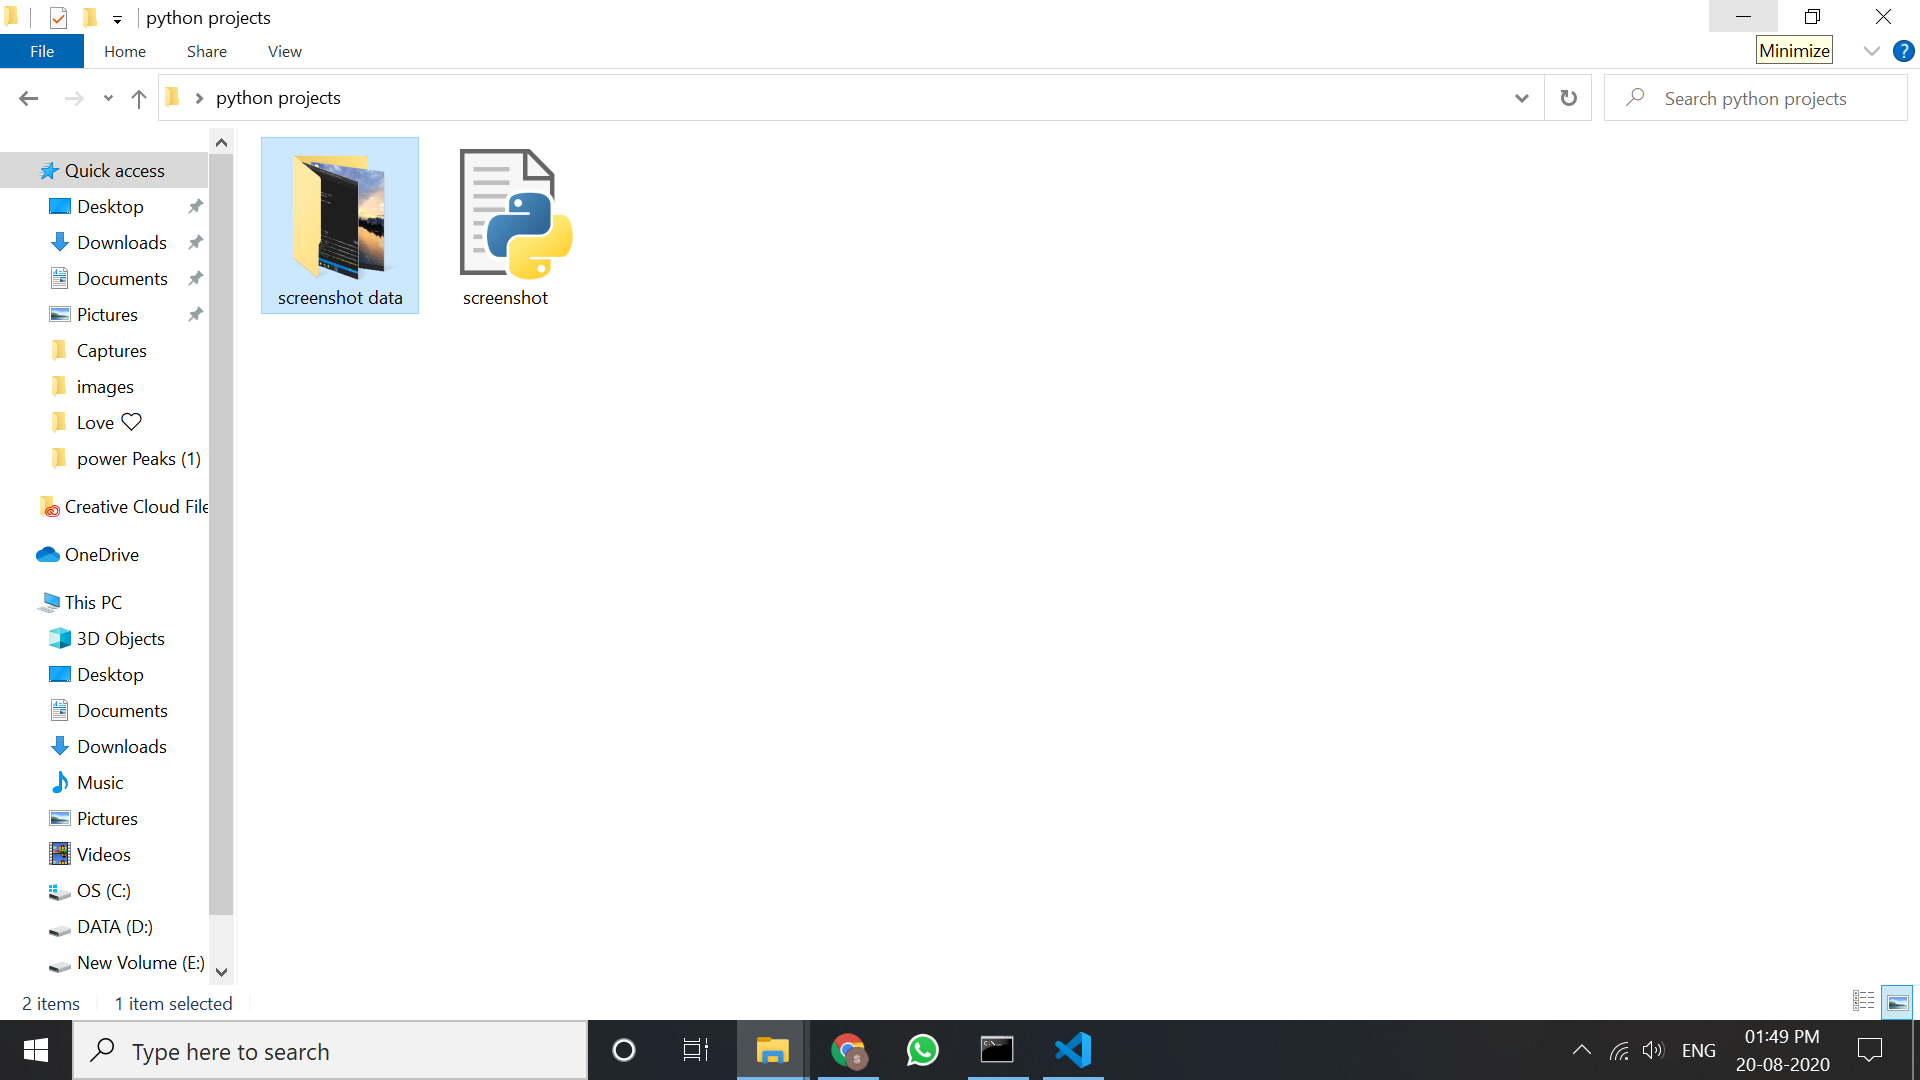 python projects
File Home Share View
Minimize
?
python projects
Search python projects
Quick access
Desktop
Downloads
Documents
Pictures
Captures
images
Love ♡
power Peaks (1)
Creative Cloud File
OneDrive
This PC
3D Objects
Desktop
Documents
Downloads
Music
Pictures
Videos
OS (C:)
DATA (D:)
New Volume (E:)
screenshot data
screenshot
2 items 1 item selected
Type here to search
S
ENG
01:49 PM
20-08-2020